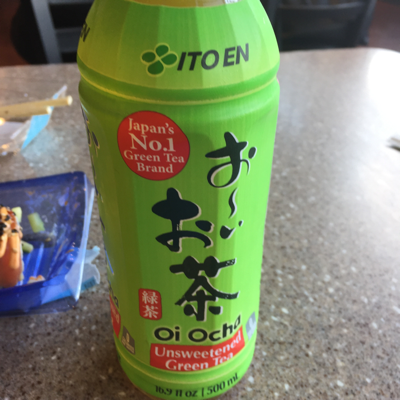 ITO EN
Japan's
No.1
Green Tea
Brand
お〜い
お茶
緑茶
Oi Ocha
Unsweetened
Green Tea
16.9 fl oz | 500 mL